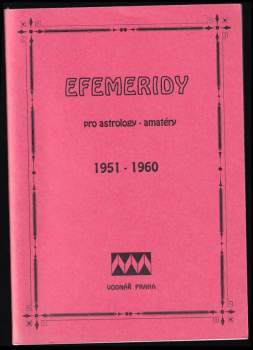 EFEMERIDY
pro astrology - amatéry
1951 - 1960
VODNÁŘ PRAHA